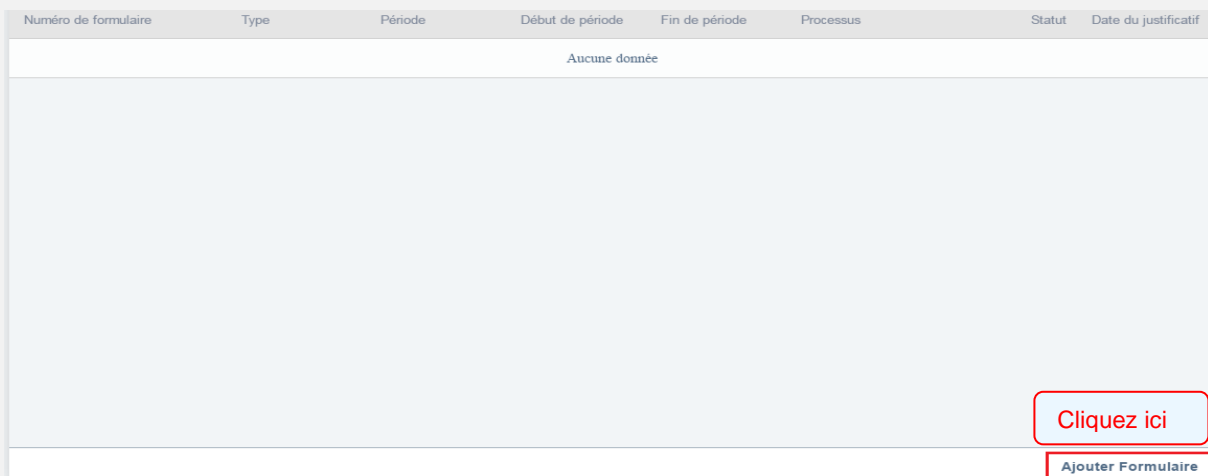 Numéro de formulaire Type Période Début de période Fin de période Processus Statut Date du justificatif
Aucune donnée
Cliquez ici
Ajouter Formulaire